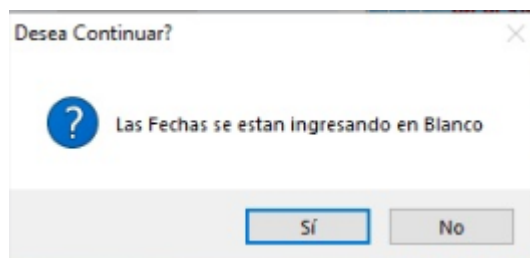 Desea Continuar?
Las Fechas se estan ingresando en Blanco
Sí
No